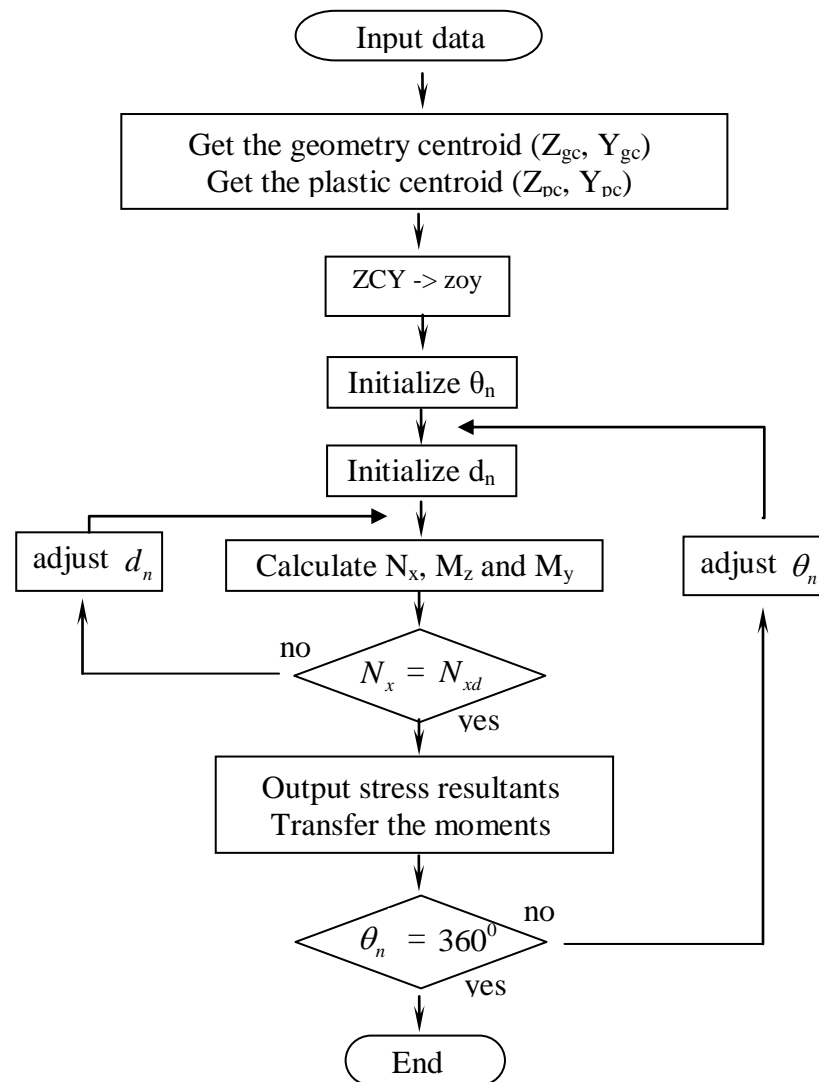 Input data
Get the geometry centroid (Z_gc, Y_gc)
Get the plastic centroid (Z_pc, Y_pc)
ZCY -> zoy
Initialize θ_n
Initialize d_n
adjust d_n
Calculate N_x, M_z and M_y
adjust θ_n
no
N_x = N_xd
yes
Output stress resultants
Transfer the moments
no
θ_n = 360⁰
yes
End